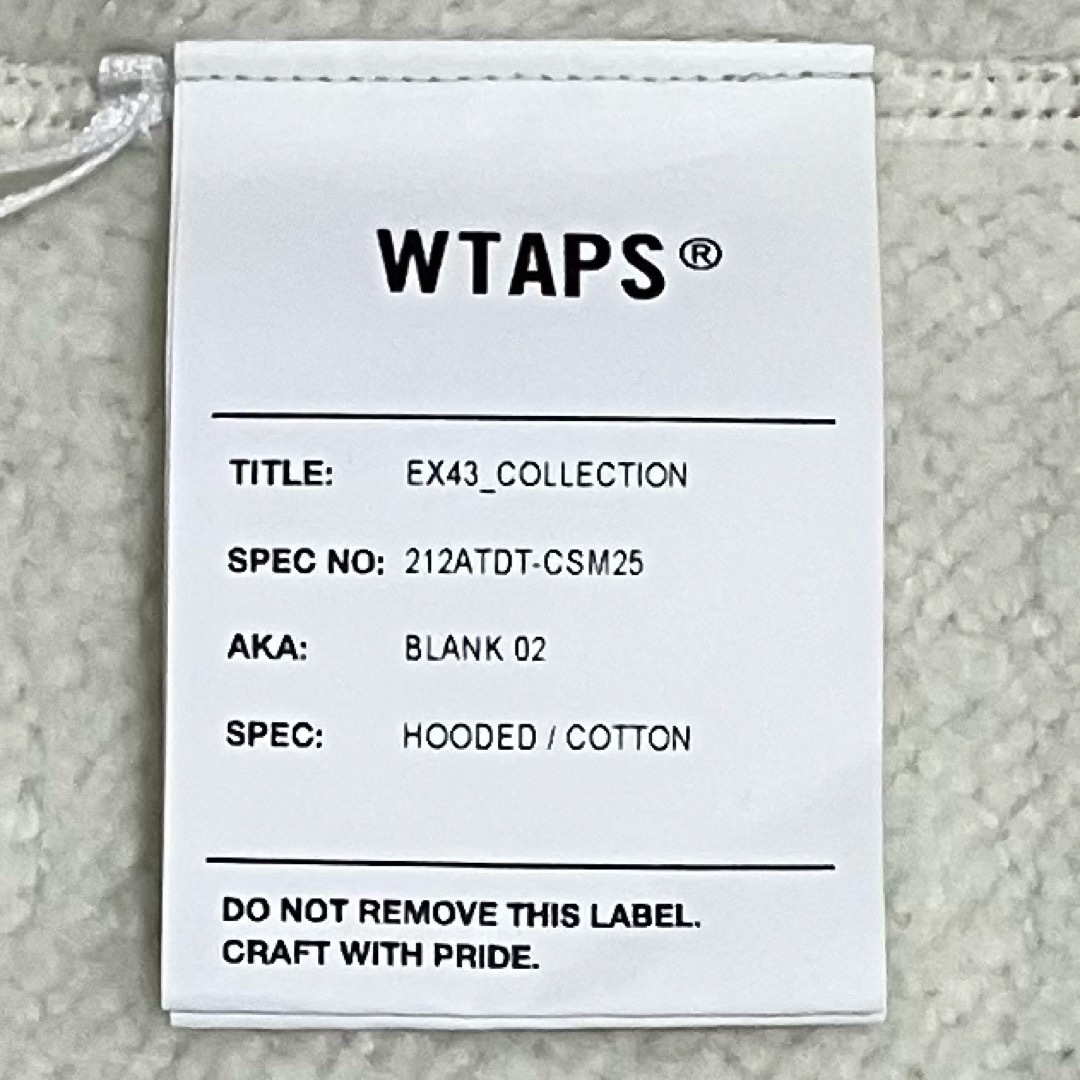 WTAPS®
TITLE: EX43_COLLECTION
SPEC NO: 212ATDT-CSM25
AKA: BLANK 02
SPEC: HOODED / COTTON
DO NOT REMOVE THIS LABEL.
CRAFT WITH PRIDE.